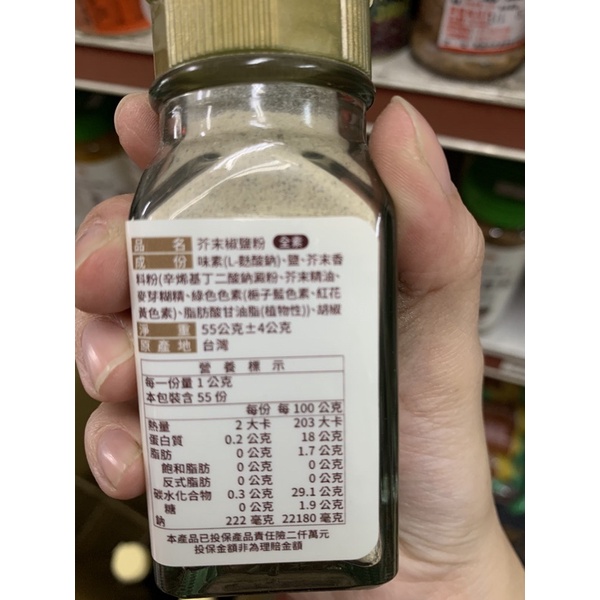 品 名 芥末椒鹽粉 全素
成 份 味素(L-麩酸鈉)、鹽、芥末香
料粉(辛烯基丁二酸鈉澱粉、芥末精油、
麥芽糊精、綠色色素(梔子藍色素、紅花
黃色素)、脂肪酸甘油脂(植物性))、胡椒
淨 重 55公克±4公克
原產地 台灣
營養標示
每一份量 1 公克
本包裝含 55 份
每份 每 100 公克
熱量 2 大卡 203 大卡
蛋白質 0.2 公克 18 公克
脂肪 0 公克 1.7 公克
飽和脂肪 0 公克 0 公克
反式脂肪 0 公克 0 公克
碳水化合物 0.3 公克 29.1 公克
糖 0 公克 1.9 公克
鈉 222 毫克 22180 毫克
本產品已投保產品責任險二仟萬元
投保金額非為理賠金額